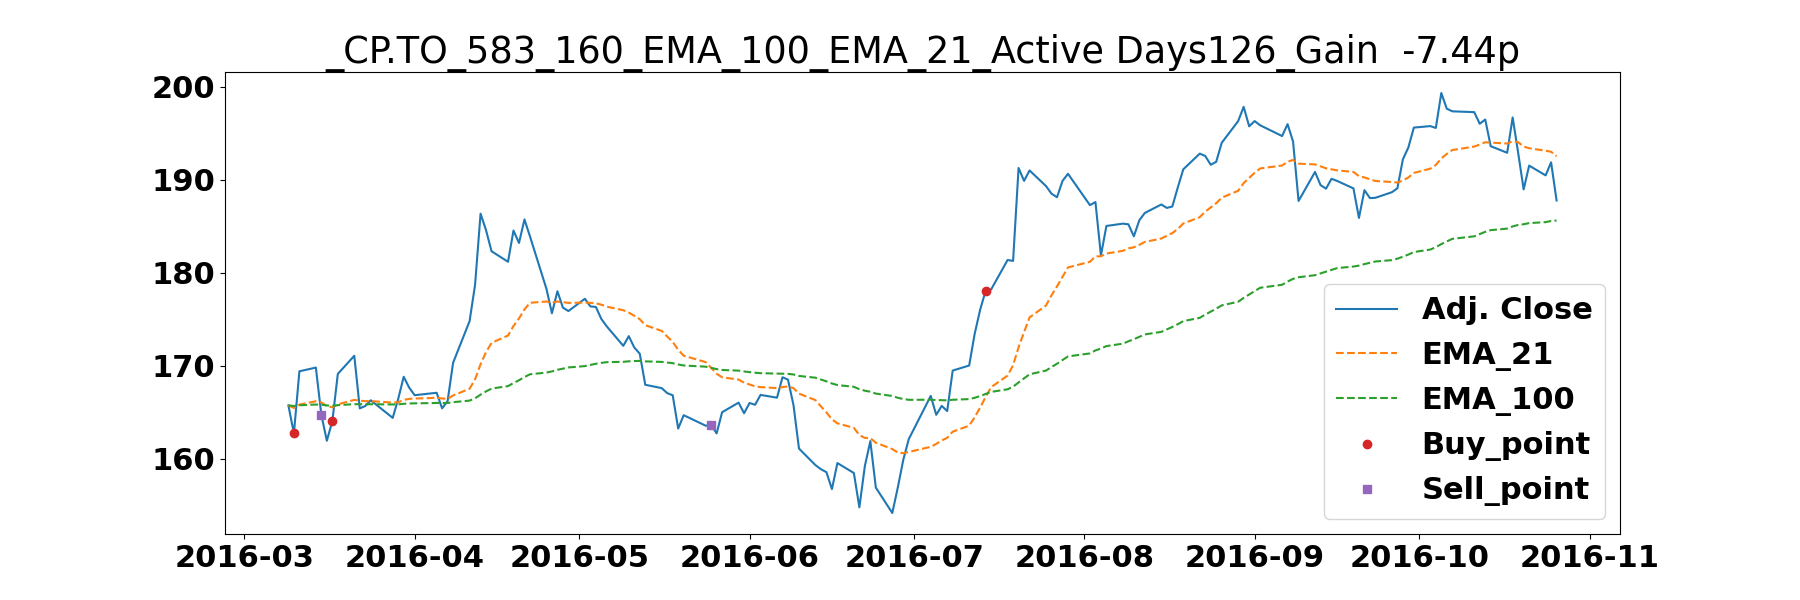 _CP.TO_583_160_EMA_100_EMA_21_Active Days126_Gain  -7.44p
200
190
180
170
160
Adj. Close
EMA_21
EMA_100
Buy_point
Sell_point
2016-03 2016-04 2016-05 2016-06 2016-07 2016-08 2016-09 2016-10 2016-11